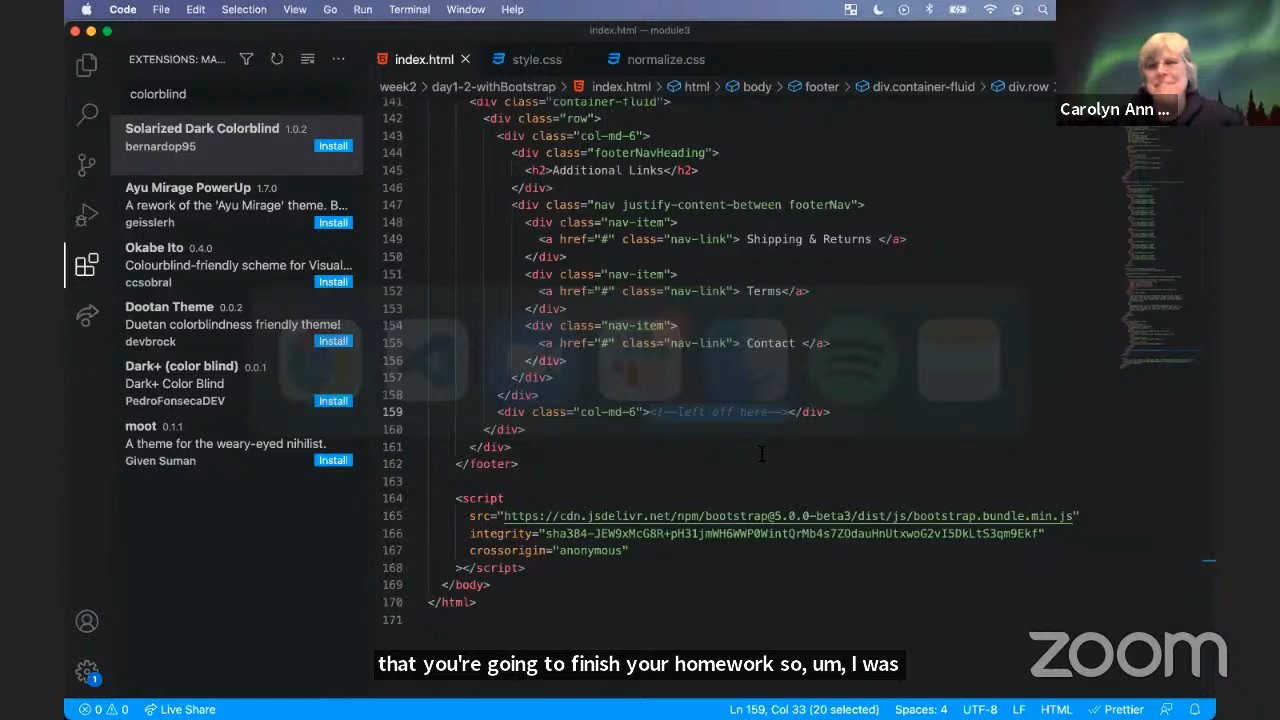 Code File Edit Selection View Go Run Terminal Window Help
index.html — module3
EXTENSIONS: MA...
index.html style.css normalize.css
colorblind
week2 > day1-2-withBootstrap > index.html > html > body > footer > div.container-fluid > div.row
Carolyn Ann ...
Solarized Dark Colorblind 1.0.2
bernardop95 Install
Ayu Mirage PowerUp 1.7.0
A rework of the 'Ayu Mirage' theme. B...
geisslerh Install
Okabe Ito 0.4.0
Colourblind-friendly scheme for Visual...
ccsobral Install
Dootan Theme 0.0.2
Duetan colorblindness friendly theme!
devbrock Install
Dark+ (color blind) 0.0.1
Dark+ Color Blind
PedroFonsecaDEV Install
moot 0.1.1
A theme for the weary-eyed nihilist.
Given Suman Install
141 <div class="container-fluid">
142 <div class="row">
143 <div class="col-md-6">
144 <div class="footerNavHeading">
145 <h2>Additional Links</h2>
146 </div>
147 <div class="nav justify-content-between footerNav">
148 <div class="nav-item">
149 <a href="#" class="nav-link"> Shipping & Returns </a>
150 </div>
151 <div class="nav-item">
152 <a href="#" class="nav-link"> Terms</a>
153 </div>
154 <div class="nav-item">
155 <a href="#" class="nav-link"> Contact </a>
156 </div>
157 </div>
158 </div>
159 <div class="col-md-6"><!--left off here--></div>
160 </div>
161 </div>
162 </footer>
163
164 <script
165 src="https://cdn.jsdelivr.net/npm/bootstrap@5.0.0-beta3/dist/js/bootstrap.bundle.min.js"
166 integrity="sha384-JEW9xMcG8R+pH31jmWH6WWP0WintQrMb4s7ZOdauHnUtxwoG2vI5DkLtS3qm9Ekf"
167 crossorigin="anonymous"
168 ></script>
169 </body>
170 </html>
171
that you're going to finish your homework so, um, I was
zoom
1
0 0 Live Share Ln 159, Col 33 (20 selected) Spaces: 4 UTF-8 LF HTML Prettier